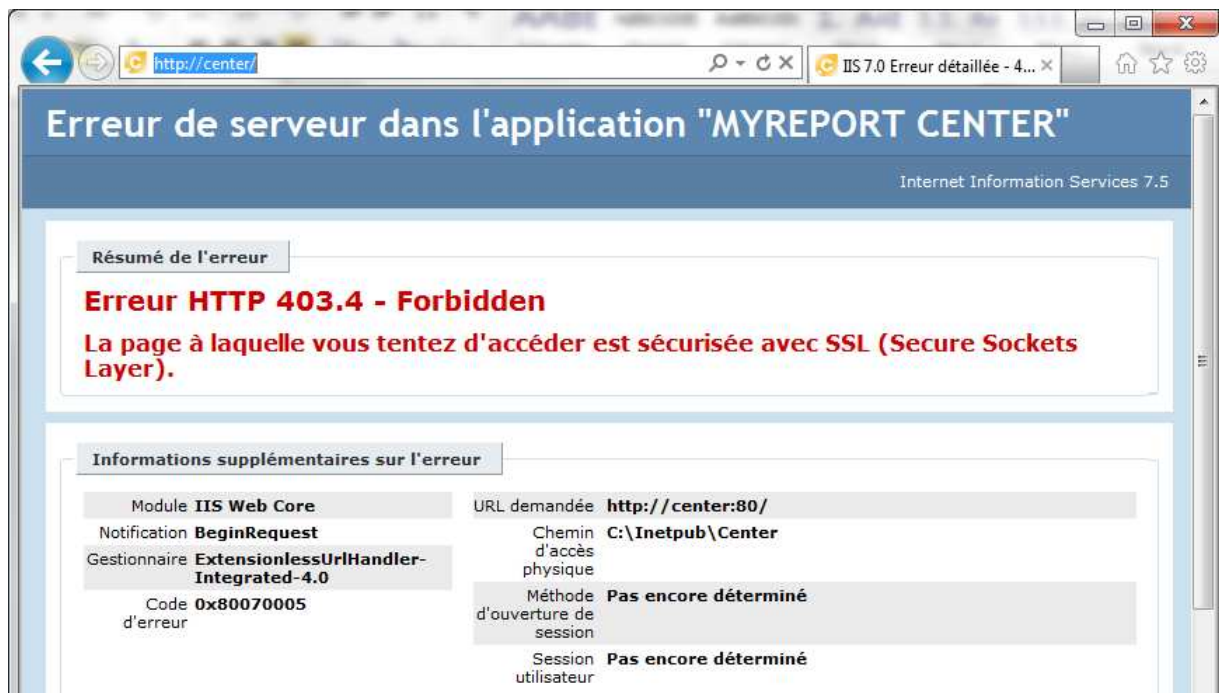 http://center/
IIS 7.0 Erreur détaillée - 4...
Erreur de serveur dans l'application "MYREPORT CENTER"
Internet Information Services 7.5
Résumé de l'erreur
Erreur HTTP 403.4 - Forbidden
La page à laquelle vous tentez d'accéder est sécurisée avec SSL (Secure Sockets
Layer).
Informations supplémentaires sur l'erreur
Module IIS Web Core
Notification BeginRequest
Gestionnaire ExtensionlessUrlHandler-
Integrated-4.0
Code 0x80070005
d'erreur
URL demandée http://center:80/
Chemin C:\Inetpub\Center
d'accès
physique
Méthode Pas encore déterminé
d'ouverture de
session
Session Pas encore déterminé
utilisateur